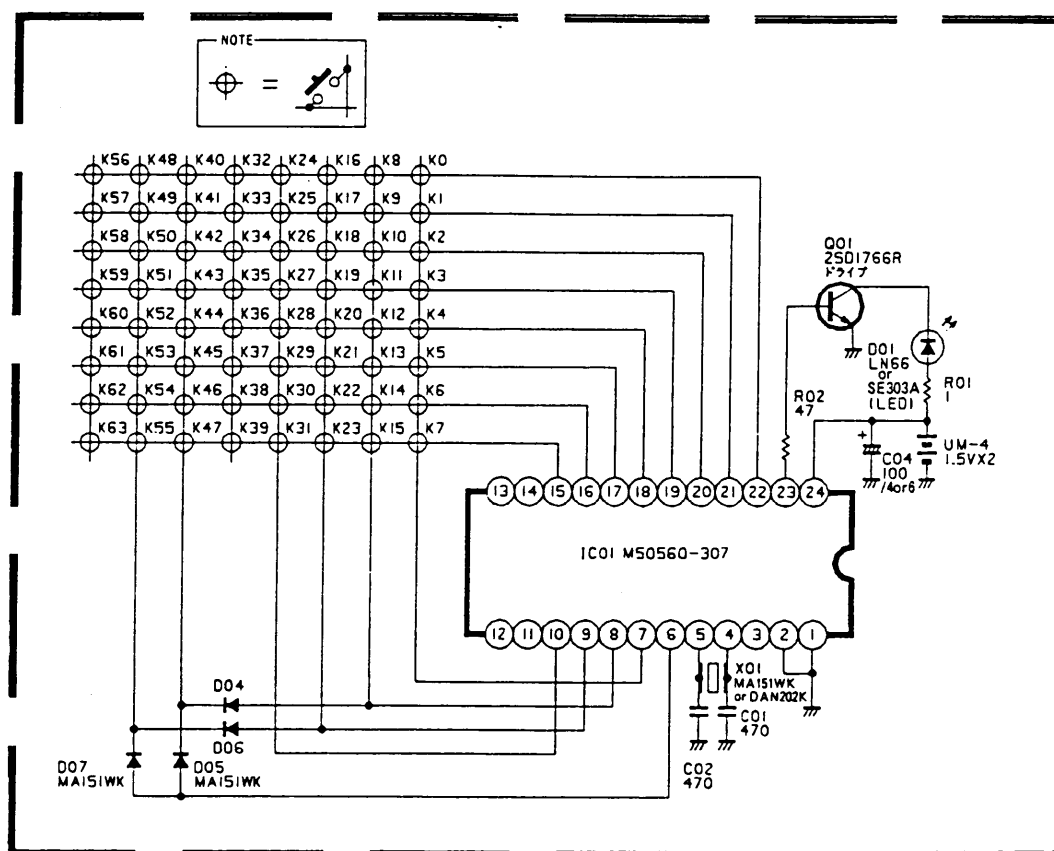 NOTE
=
K56 K48 K40 K32 K24 K16 K8 K0
K57 K49 K41 K33 K25 K17 K9 K1
K58 K50 K42 K34 K26 K18 K10 K2
K59 K51 K43 K35 K27 K19 K11 K3
K60 K52 K44 K36 K28 K20 K12 K4
K61 K53 K45 K37 K29 K21 K13 K5
K62 K54 K46 K38 K30 K22 K14 K6
K63 K55 K47 K39 K31 K23 K15 K7
Q01
2SD1766R
ドライブ
D01
LN66
or
SE303A
(LED)
R01
1
R02
47
+
C04
100
/4or6
UM-4
1.5VX2
13 14 15 16 17 18 19 20 21 22 23 24
IC01 M50560-307
12 11 10 9 8 7 6 5 4 3 2 1
X01
MA151WK
or DAN202K
C01
470
C02
470
D04
D06
D07
MA151WK
D05
MA151WK